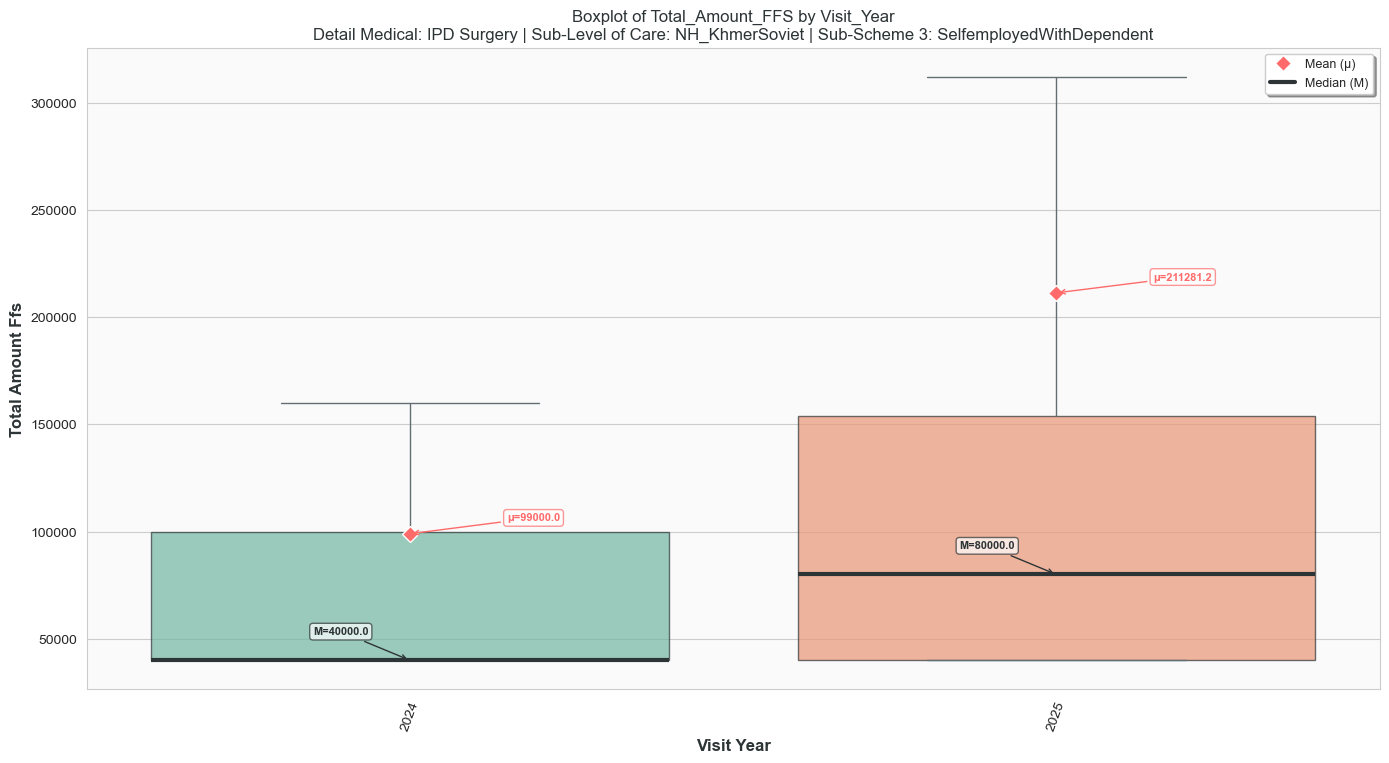 Boxplot of Total_Amount_FFS by Visit_Year
Detail Medical: IPD Surgery | Sub-Level of Care: NH_KhmerSoviet | Sub-Scheme 3: SelfemployedWithDependent
Mean (μ)
Median (M)
300000
250000
200000
150000
100000
50000
Total Amount Ffs
μ=211281.2
μ=99000.0
M=80000.0
M=40000.0
2024
2025
Visit Year